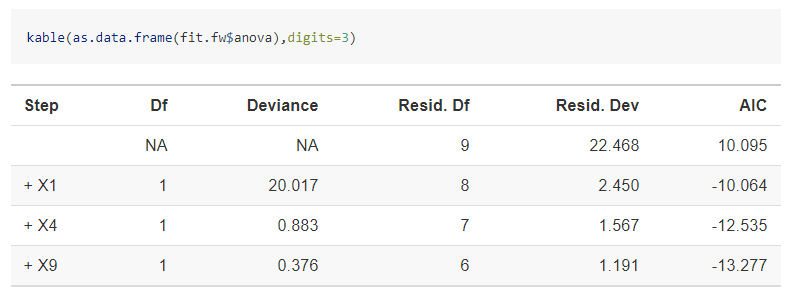 kable(as.data.frame(fit.fw$anova),digits=3)
Step Df Deviance Resid. Df Resid. Dev AIC
NA NA 9 22.468 10.095
+ X1 1 20.017 8 2.450 -10.064
+ X4 1 0.883 7 1.567 -12.535
+ X9 1 0.376 6 1.191 -13.277